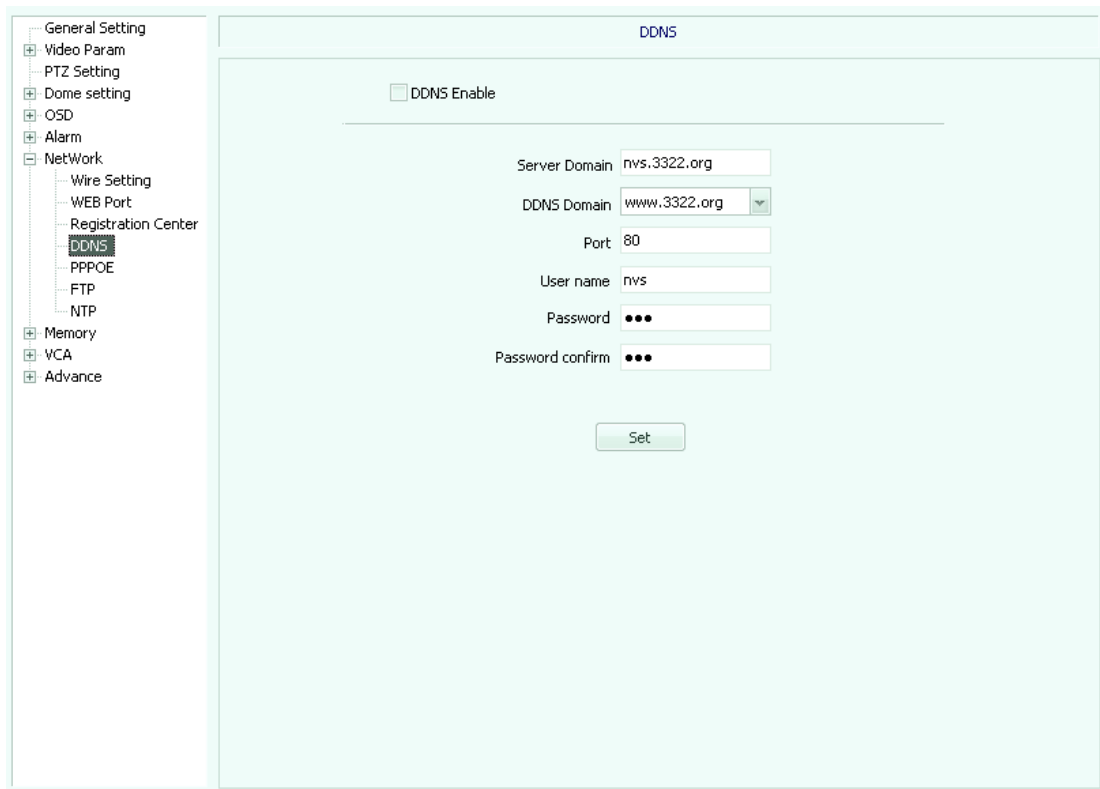 General Setting
Video Param
PTZ Setting
Dome setting
OSD
Alarm
NetWork
Wire Setting
WEB Port
Registration Center
DDNS
PPPOE
FTP
NTP
Memory
VCA
Advance
DDNS
DDNS Enable
Server Domain nvs.3322.org
DDNS Domain www.3322.org
Port 80
User name nvs
Password •••
Password confirm •••
Set